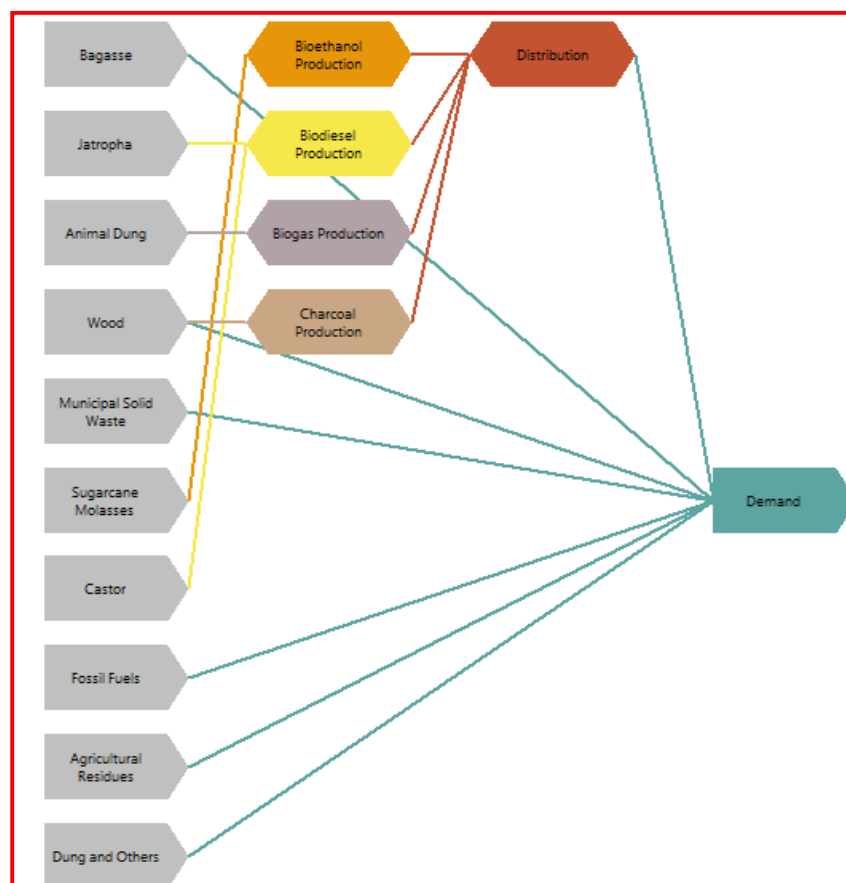 Bagasse
Bioethanol
Production
Distribution
Jatropha
Biodiesel
Production
Animal Dung
Biogas Production
Wood
Charcoal
Production
Municipal Solid
Waste
Sugarcane
Molasses
Demand
Castor
Fossil Fuels
Agricultural
Residues
Dung and Others